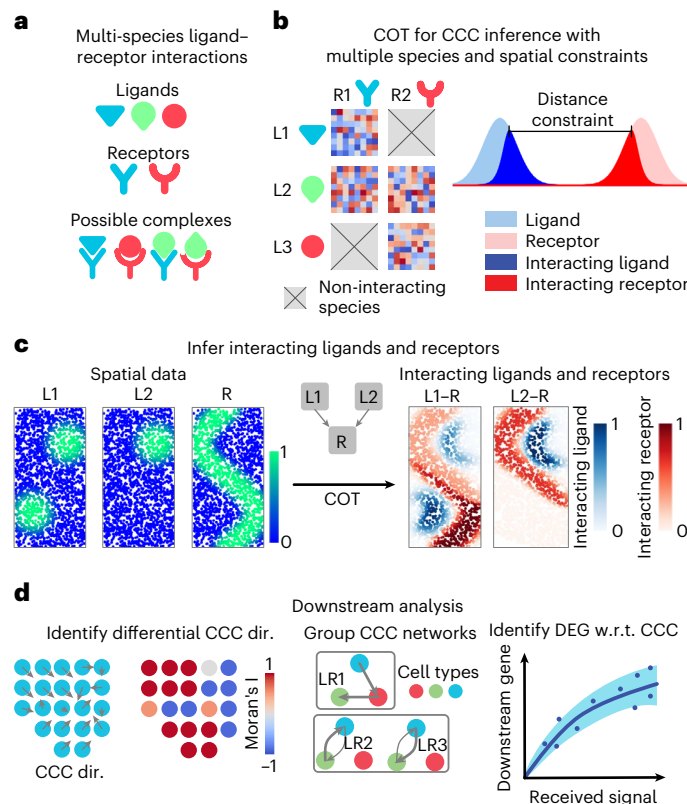 a
Multi-species ligand–
receptor interactions
Ligands
Receptors
Possible complexes
b
COT for CCC inference with
multiple species and spatial constraints
R1
R2
L1
L2
L3
Non-interacting
species
Distance
constraint
Ligand
Receptor
Interacting ligand
Interacting receptor
c
Infer interacting ligands and receptors
Spatial data
L1
L2
R
1
0
L1
L2
R
COT
Interacting ligands and receptors
L1–R
L2–R
Interacting ligand
1
0
Interacting receptor
1
0
d
Downstream analysis
Identify differential CCC dir.
CCC dir.
Moran's I
1
−1
Group CCC networks
LR1
Cell types
LR2
LR3
Identify DEG w.r.t. CCC
Downstream gene
Received signal